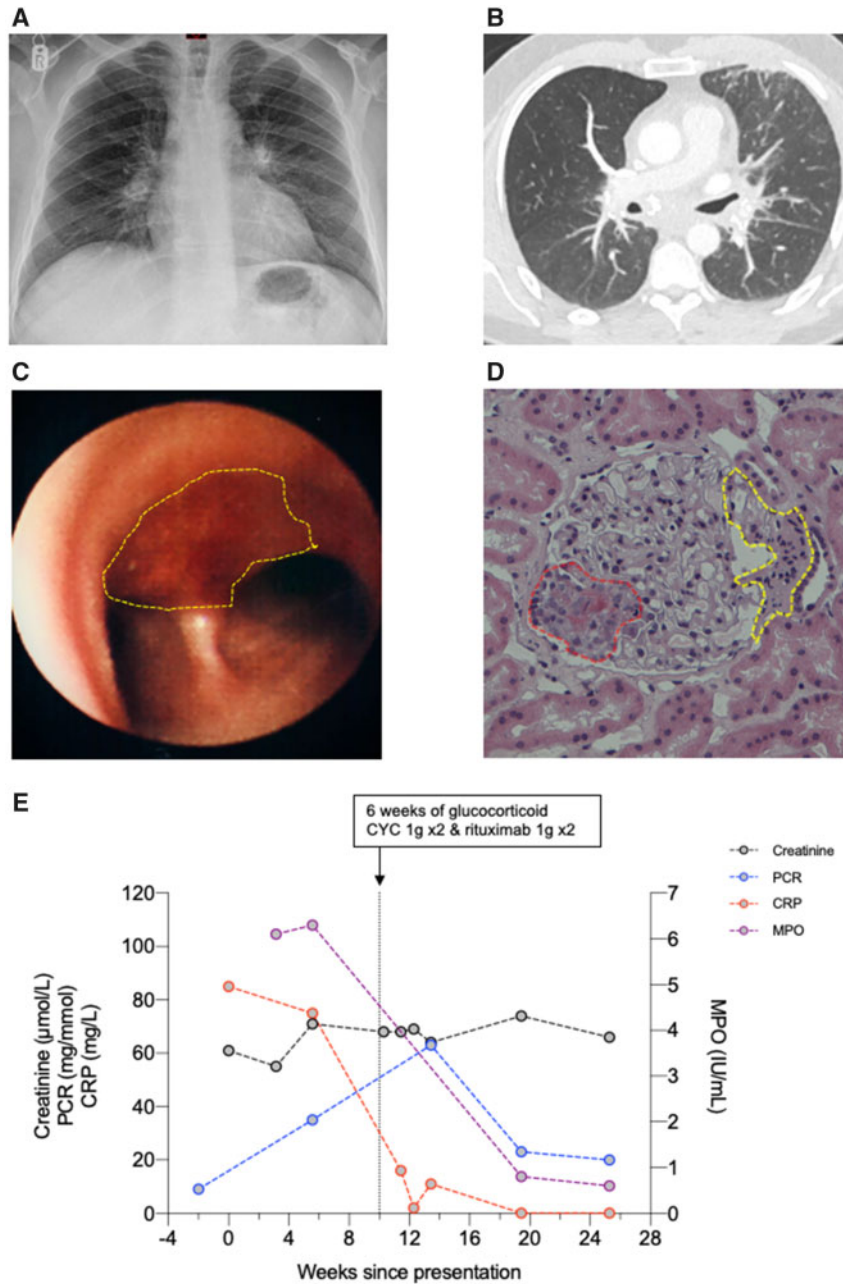 A
B
R
C
D
E
6 weeks of glucocorticoid
CYC 1g x2 & rituximab 1g x2
Creatinine
PCR
CRP
MPO
Creatinine (µmol/L)
PCR (mg/mmol)
CRP (mg/L)
120
100
80
60
40
20
0
7
6
5
4
3
2
1
0
MPO (IU/mL)
-4
0
4
8
12
16
20
24
28
Weeks since presentation